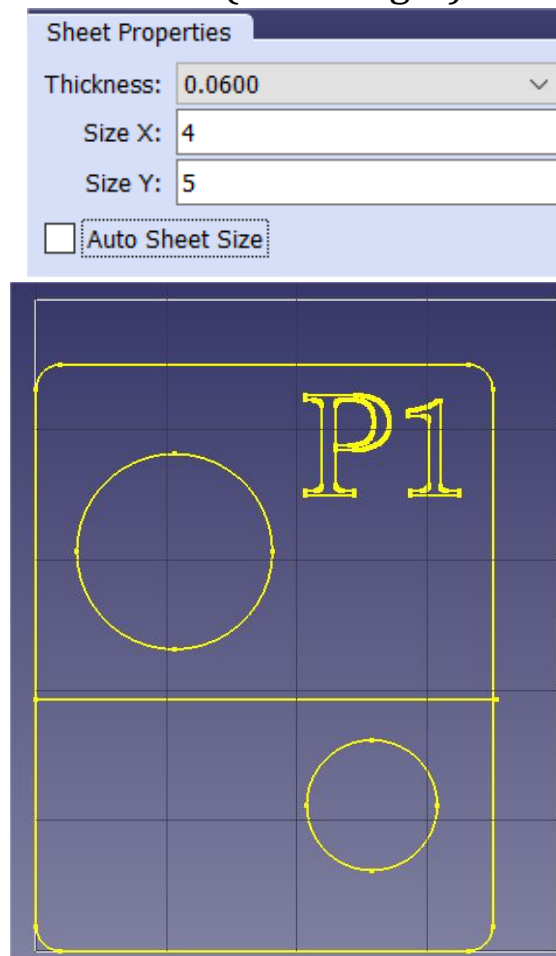 Sheet Properties
Thickness: 0.0600
Size X: 4
Size Y: 5
Auto Sheet Size
P1